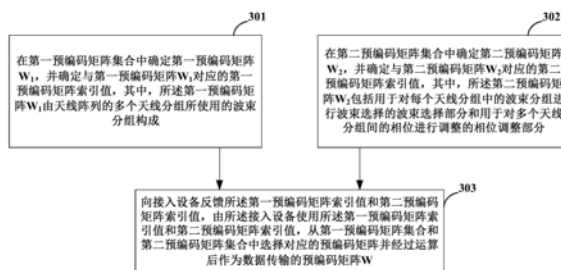 301
在第一预编码矩阵集合中确定第一预编码矩阵
W₁，并确定与第一预编码矩阵W₁对应的第一
预编码矩阵索引值，其中，所述第一预编码矩
阵W₁由天线阵列的多个天线分组所使用的波束
分组构成
302
在第二预编码矩阵集合中确定第二预编码矩阵
W₂，并确定与第二预编码矩阵W₂对应的第二预
编码矩阵索引值，其中，所述第二预编码矩阵
W₂包括用于对每个天线分组中的波束分组进
行波束选择的波束选择部分和用于对多个天线
分组间的相位进行调整的相位调整部分
303
向接入设备反馈所述第一预编码矩阵索引值和第二预编码
矩阵索引值，由所述接入设备使用所述第一预编码矩阵索
引值和第二预编码矩阵索引值，从第一预编码矩阵集合和
第二预编码矩阵集合中选择对应的预编码矩阵并经过运算
后作为数据传输的预编码矩阵W